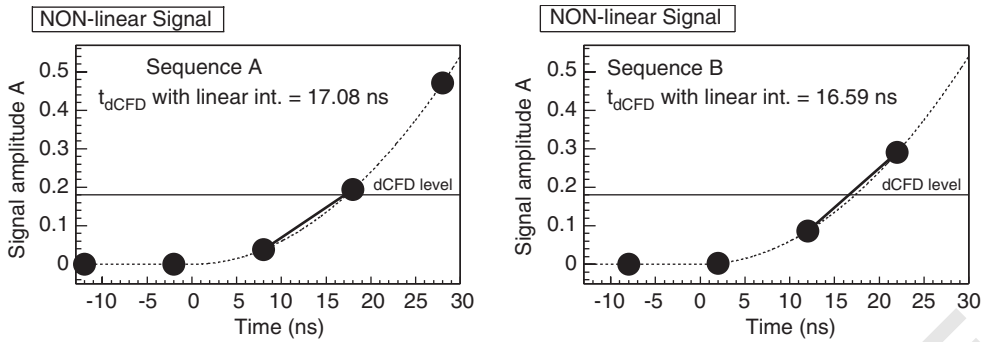 NON-linear Signal
Sequence A
t_dCFD with linear int. = 17.08 ns
dCFD level
Signal amplitude A
0.5
0.4
0.3
0.2
0.1
0
-10 -5 0 5 10 15 20 25 30
Time (ns)
NON-linear Signal
Sequence B
t_dCFD with linear int. = 16.59 ns
dCFD level
Signal amplitude A
0.5
0.4
0.3
0.2
0.1
0
-10 -5 0 5 10 15 20 25 30
Time (ns)